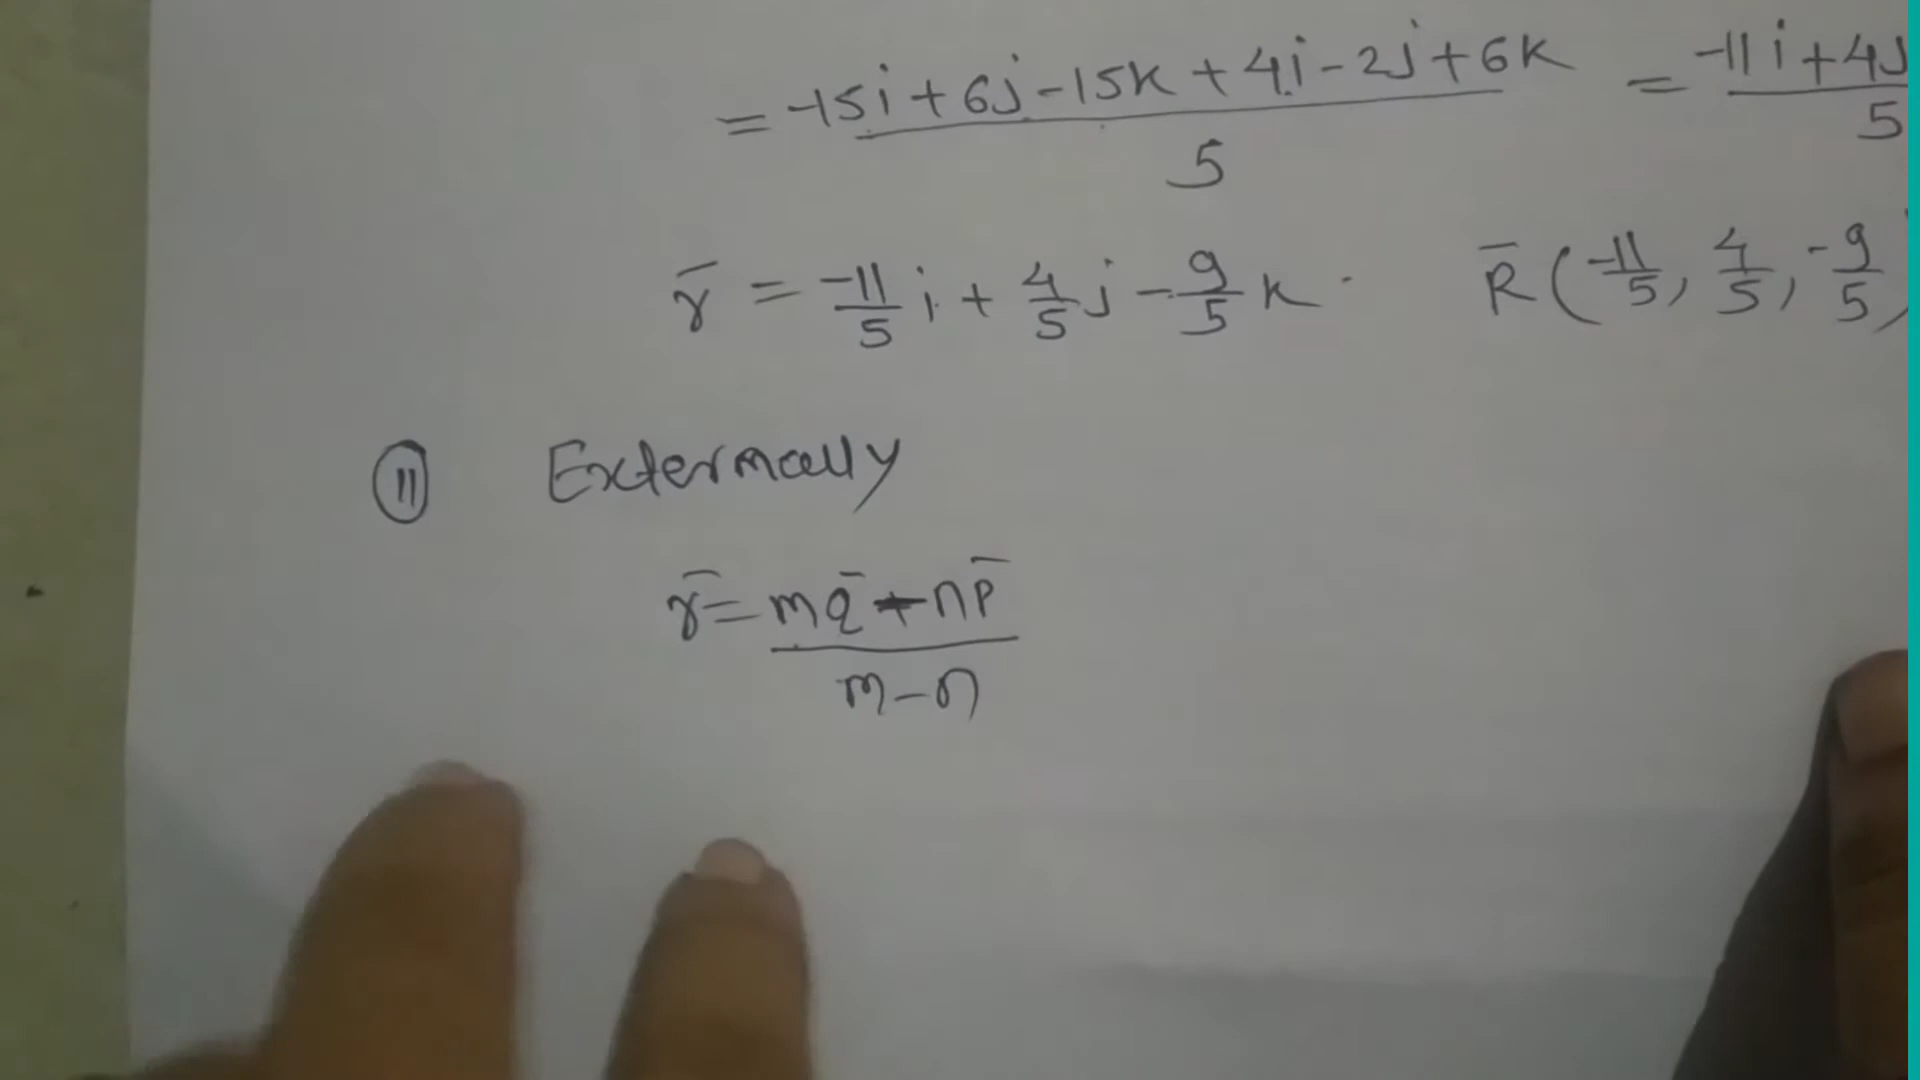 = -15i + 6j - 15k + 4i - 2j + 6k / 5 = -11i + 4j / 5
r̄ = -11/5 i + 4/5 j - 9/5 k. R̄ (-11/5, 4/5, -9/5)
(ii) Externally
r̄ = mq̄ - np̄ / m - n